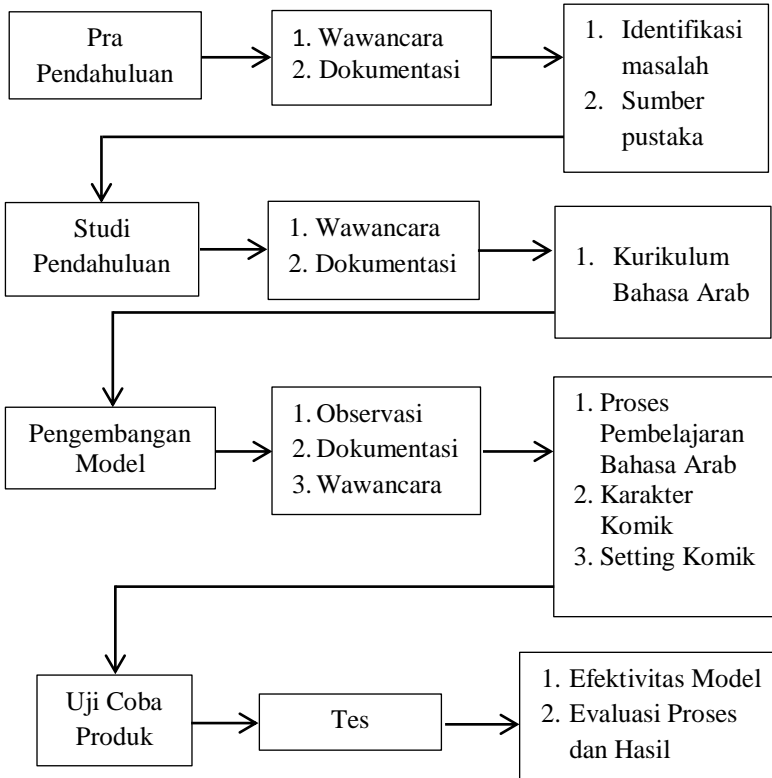 Pra
Pendahuluan
1. Wawancara
2. Dokumentasi
1. Identifikasi
masalah
2. Sumber
pustaka
Studi
Pendahuluan
1. Wawancara
2. Dokumentasi
1. Kurikulum
Bahasa Arab
Pengembangan
Model
1. Observasi
2. Dokumentasi
3. Wawancara
1. Proses
Pembelajaran
Bahasa Arab
2. Karakter
Komik
3. Setting Komik
Uji Coba
Produk
Tes
1. Efektivitas Model
2. Evaluasi Proses
dan Hasil